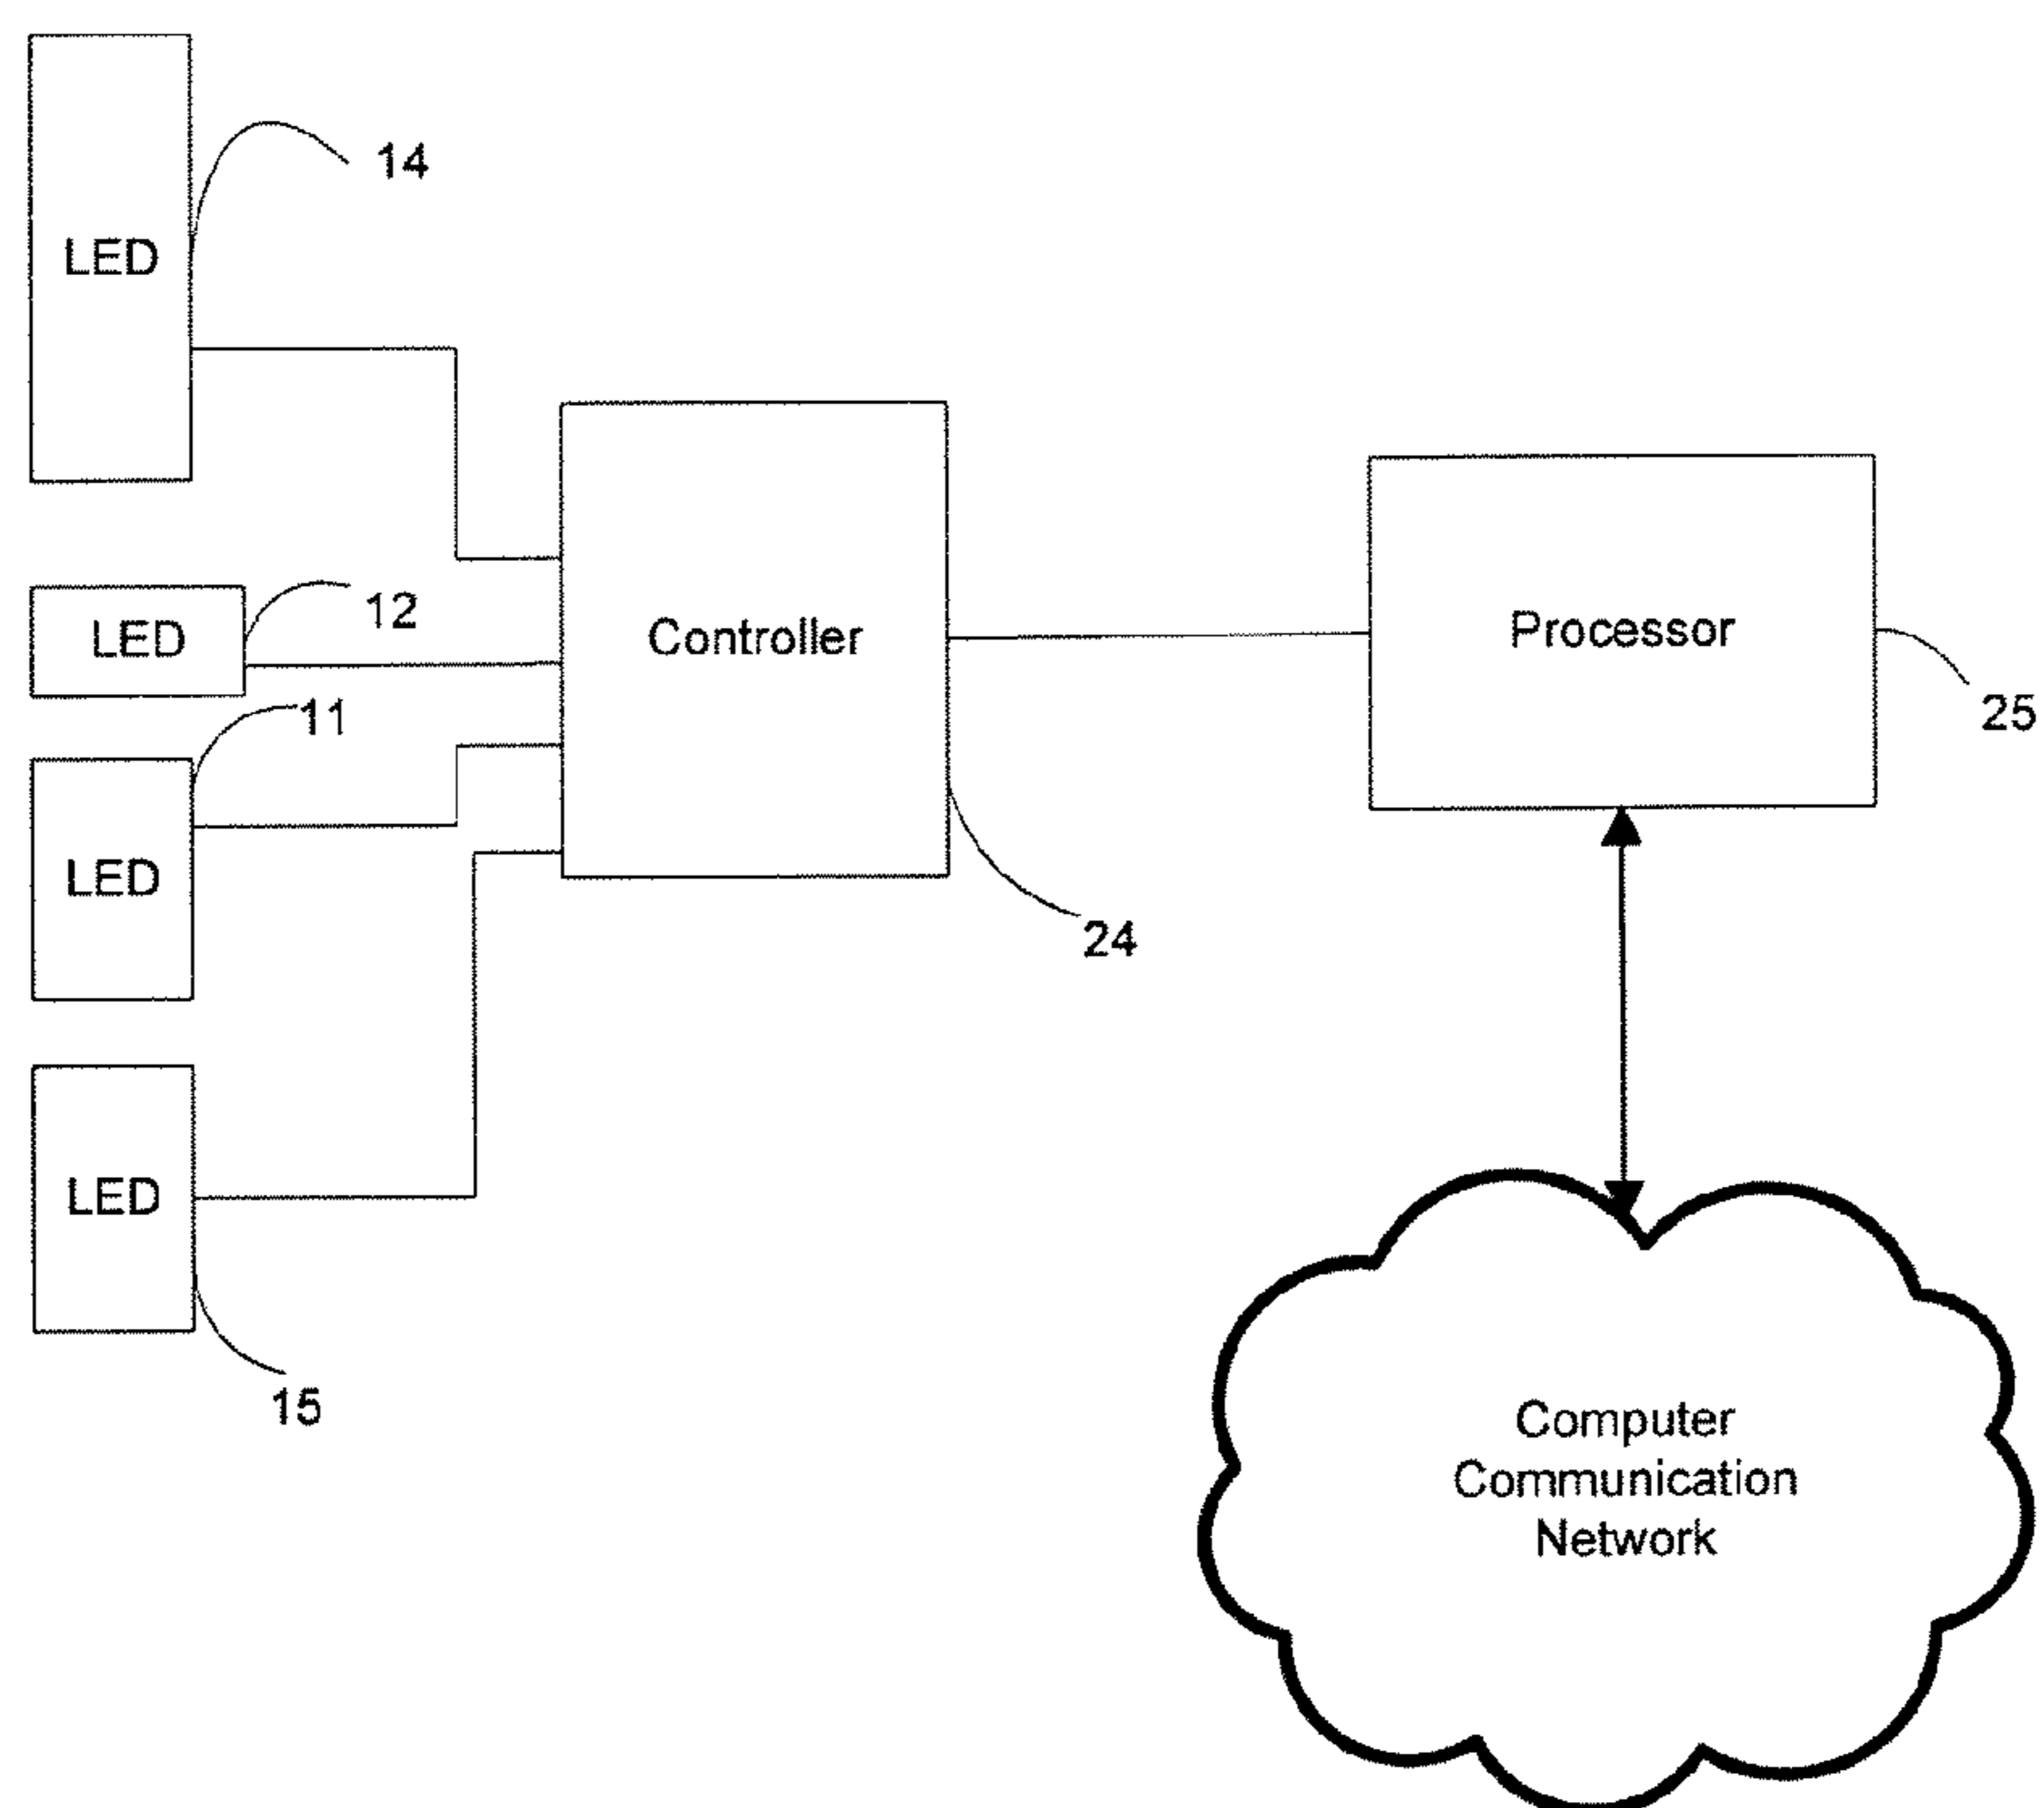 14
LED
12
LED
11
LED
LED
15
Controller
24
Processor
25
Computer
Communication
Network